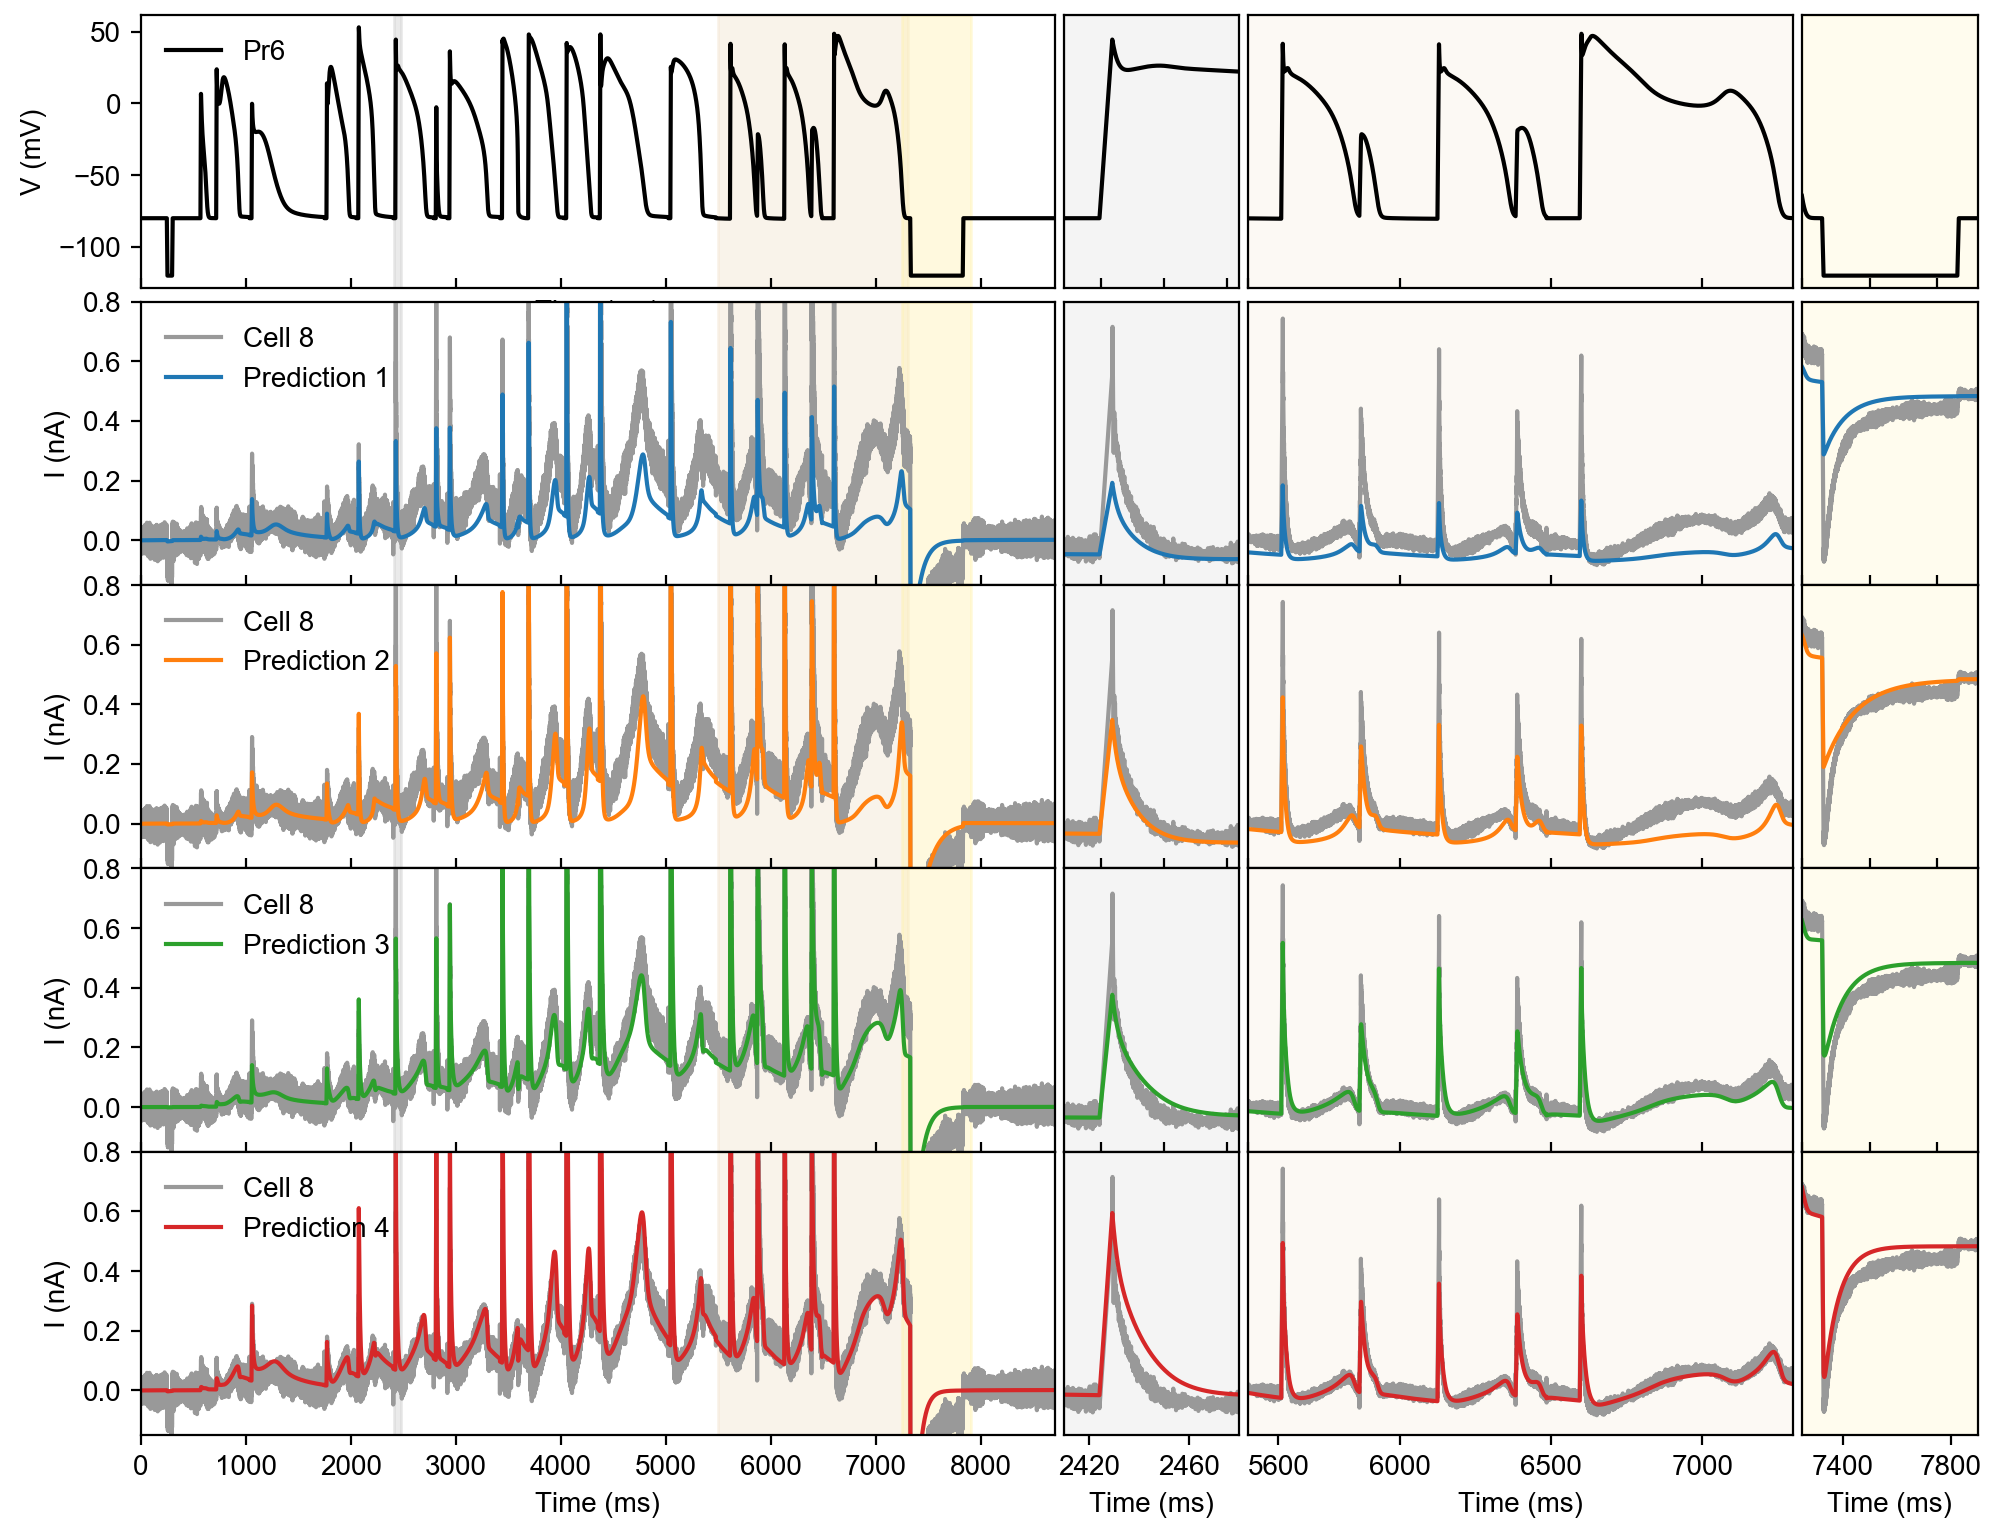 50
0
−50
−100
V (mV)
Pr6
0.8
0.6
0.4
0.2
0.0
I (nA)
Cell 8
Prediction 1
0.8
0.6
0.4
0.2
0.0
I (nA)
Cell 8
Prediction 2
0.8
0.6
0.4
0.2
0.0
I (nA)
Cell 8
Prediction 3
0.8
0.6
0.4
0.2
0.0
I (nA)
Cell 8
Prediction 4
0 1000 2000 3000 4000 5000 6000 7000 8000
2420 2460
5600 6000 6500 7000
7400 7800
Time (ms) Time (ms) Time (ms) Time (ms)